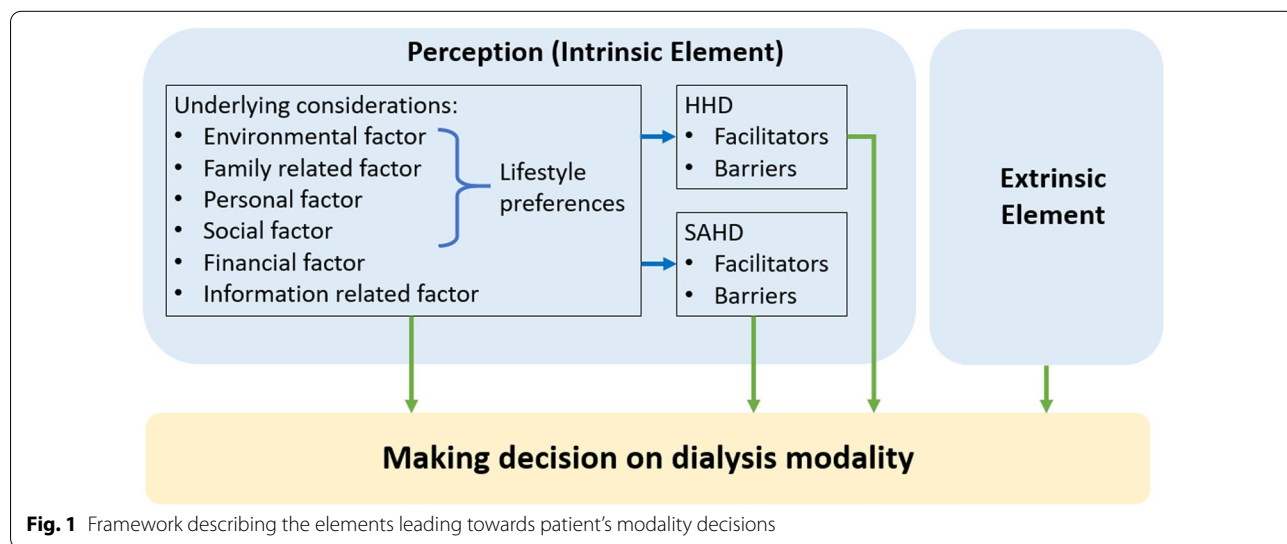 Perception (Intrinsic Element)
Underlying considerations:
• Environmental factor
• Family related factor
• Personal factor
• Social factor
• Financial factor
• Information related factor
Lifestyle
preferences
HHD
• Facilitators
• Barriers
SAHD
• Facilitators
• Barriers
Extrinsic
Element
Making decision on dialysis modality
Fig. 1 Framework describing the elements leading towards patient’s modality decisions